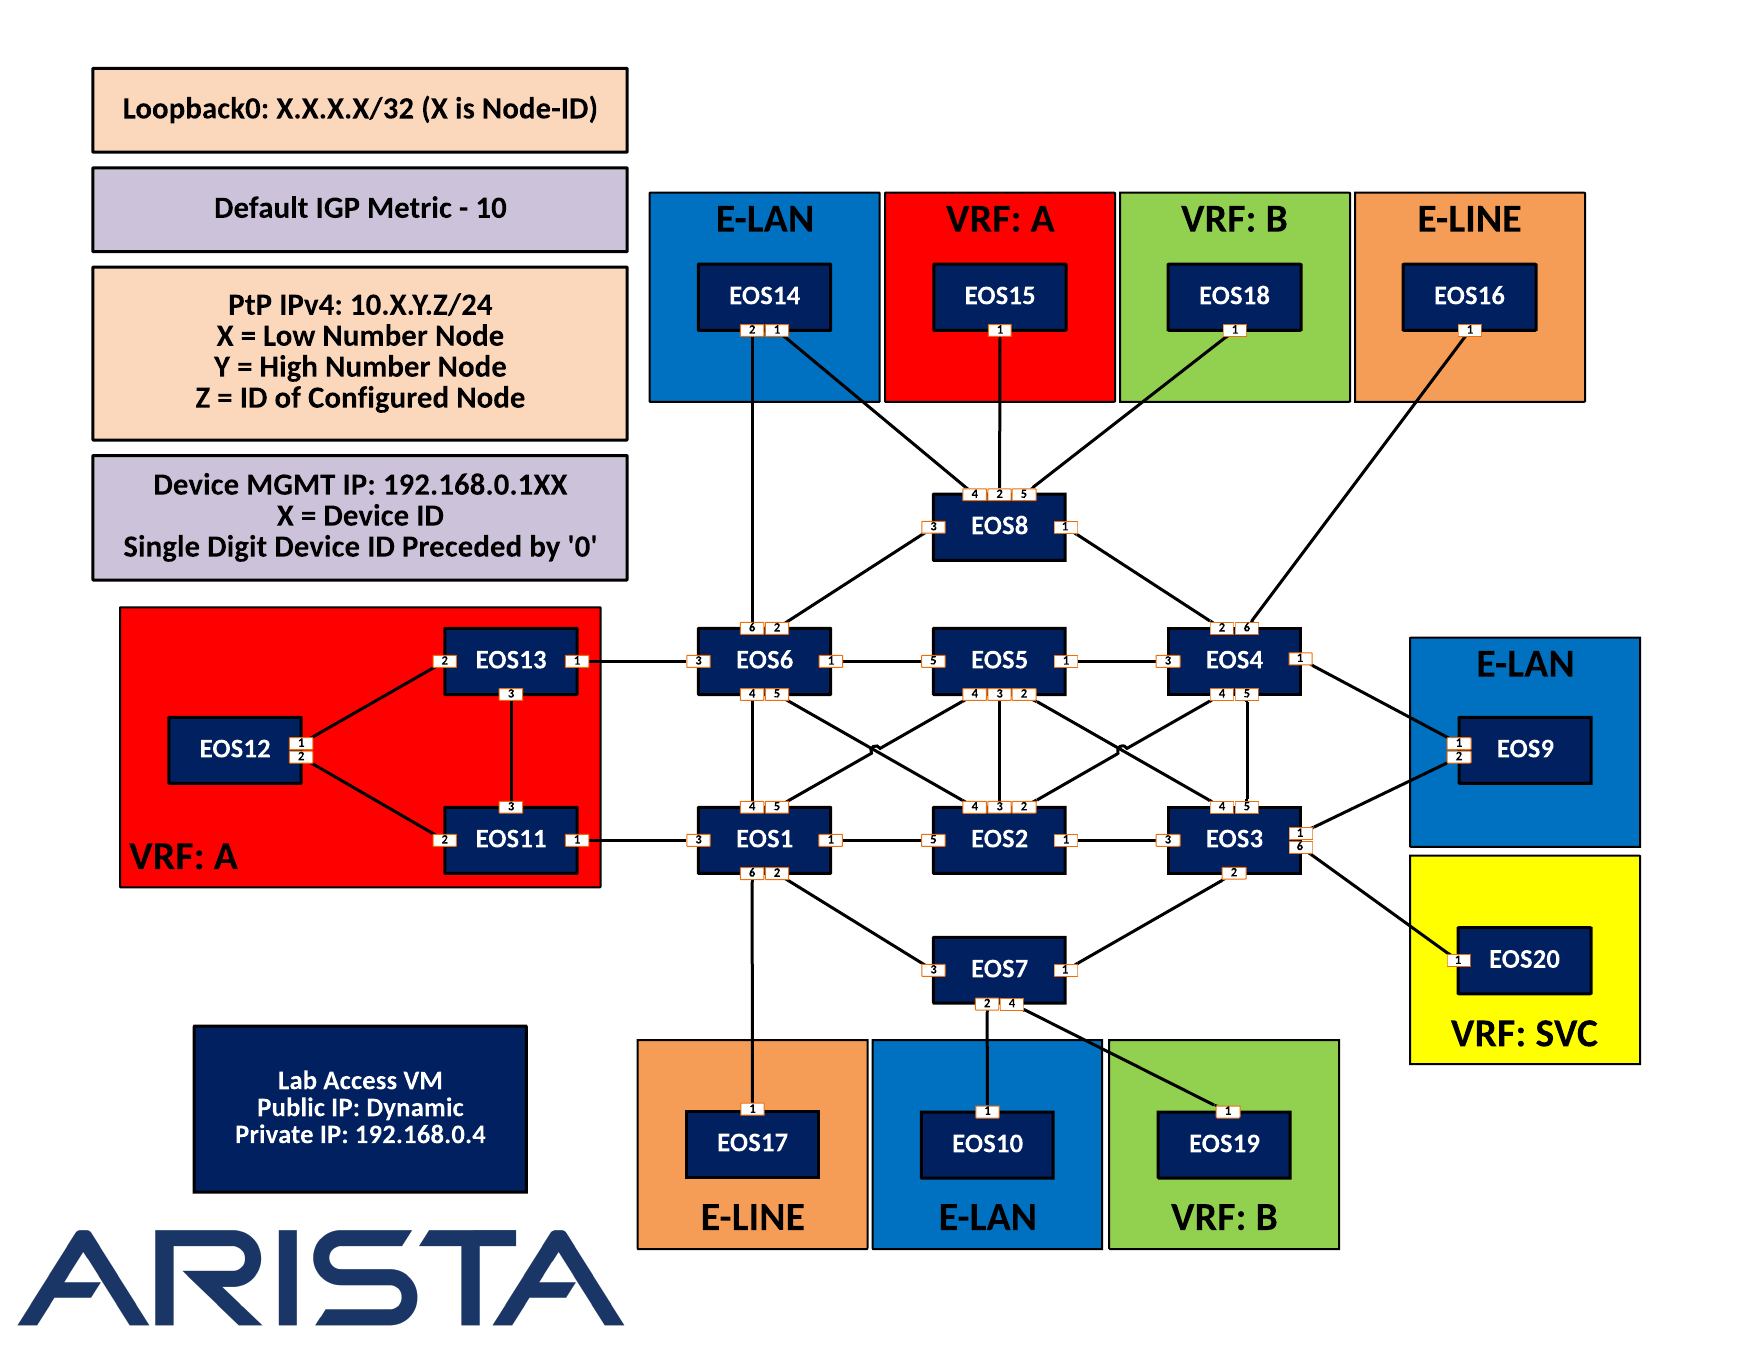 Loopback0: X.X.X.X/32 (X is Node-ID)
Default IGP Metric - 10
PtP IPv4: 10.X.Y.Z/24
X = Low Number Node
Y = High Number Node
Z = ID of Configured Node
Device MGMT IP: 192.168.0.1XX
X = Device ID
Single Digit Device ID Preceded by '0'
E-LAN
VRF: A
VRF: B
E-LINE
EOS14
EOS15
EOS18
EOS16
2 1
1
1
1
4 2 5
3 EOS8 1
6 2
2 6
2 EOS13 1
3 EOS6 1
5 EOS5 1
3 EOS4 1
E-LAN
3
4 5
4 3 2
4 5
EOS12 1
2
1 EOS9
2
3
4 5
4 3 2
4 5
2 EOS11 1
3 EOS1 1
5 EOS2 1
3 EOS3 1
6
VRF: A
6 2
2
3 EOS7 1
2 4
1 EOS20
VRF: SVC
Lab Access VM
Public IP: Dynamic
Private IP: 192.168.0.4
1
1
1
EOS17
EOS10
EOS19
E-LINE
E-LAN
VRF: B
ARISTA